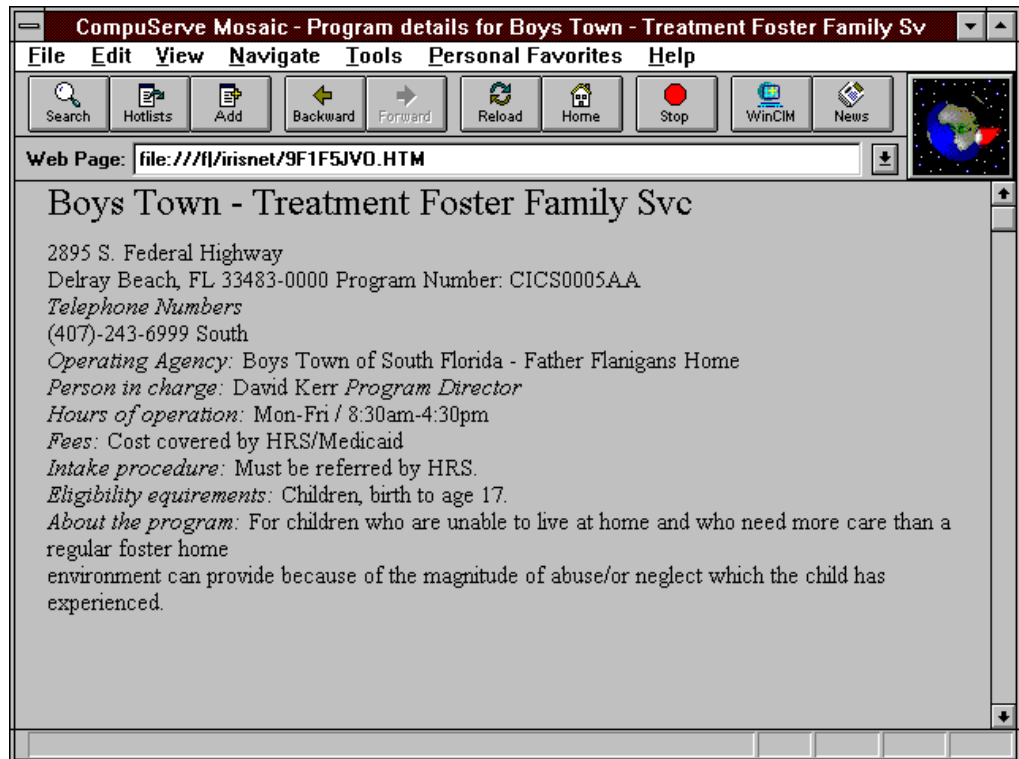 CompuServe Mosaic - Program details for Boys Town - Treatment Foster Family Sv
File Edit View Navigate Tools Personal Favorites Help
Search Hotlists Add Backward Forward Reload Home Stop WinCIM News
Web Page: file:///f|/irisnet/9F1F5JVO.HTM
Boys Town - Treatment Foster Family Svc
2895 S. Federal Highway
Delray Beach, FL 33483-0000 Program Number: CICS0005AA
Telephone Numbers
(407)-243-6999 South
Operating Agency: Boys Town of South Florida - Father Flanigans Home
Person in charge: David Kerr Program Director
Hours of operation: Mon-Fri / 8:30am-4:30pm
Fees: Cost covered by HRS/Medicaid
Intake procedure: Must be referred by HRS.
Eligibility equirements: Children, birth to age 17.
About the program: For children who are unable to live at home and who need more care than a
regular foster home
environment can provide because of the magnitude of abuse/or neglect which the child has
experienced.